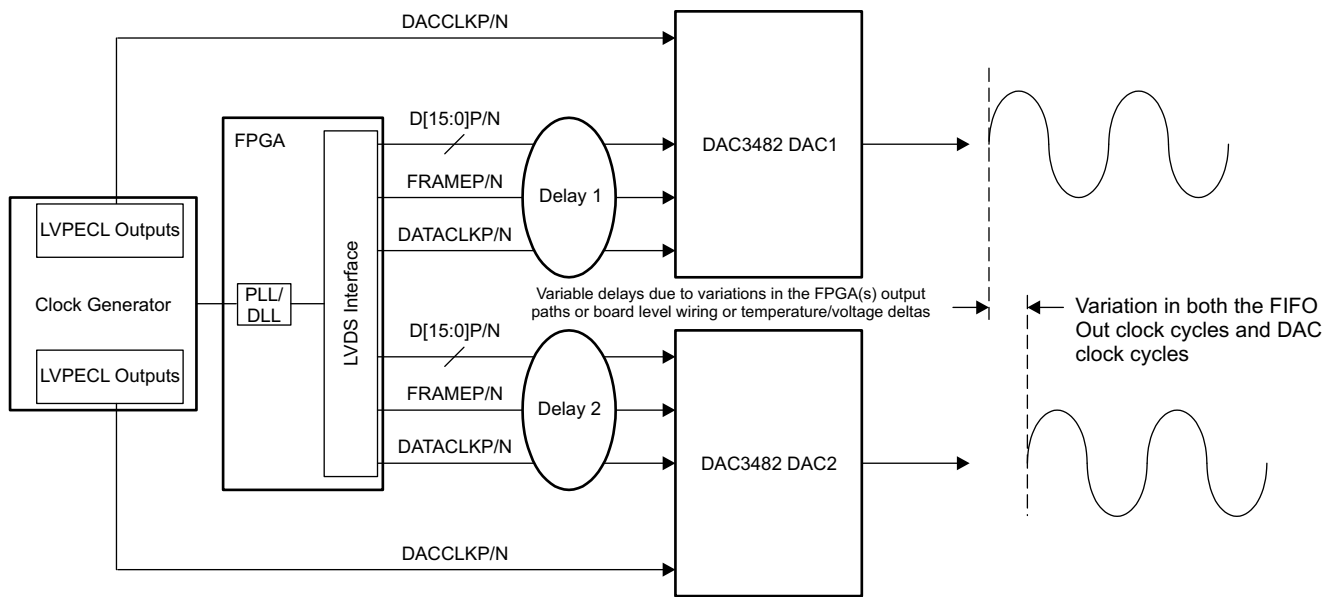 DACCLKP/N
D[15:0]P/N
FPGA
DAC3482 DAC1
FRAMEP/N
Delay 1
LVPECL Outputs
DATACLKP/N
LVDS Interface
Clock Generator
PLL/
DLL
Variable delays due to variations in the FPGA(s) output
paths or board level wiring or temperature/voltage deltas
Variation in both the FIFO
Out clock cycles and DAC
clock cycles
D[15:0]P/N
LVPECL Outputs
FRAMEP/N
Delay 2
DATACLKP/N
DAC3482 DAC2
DACCLKP/N